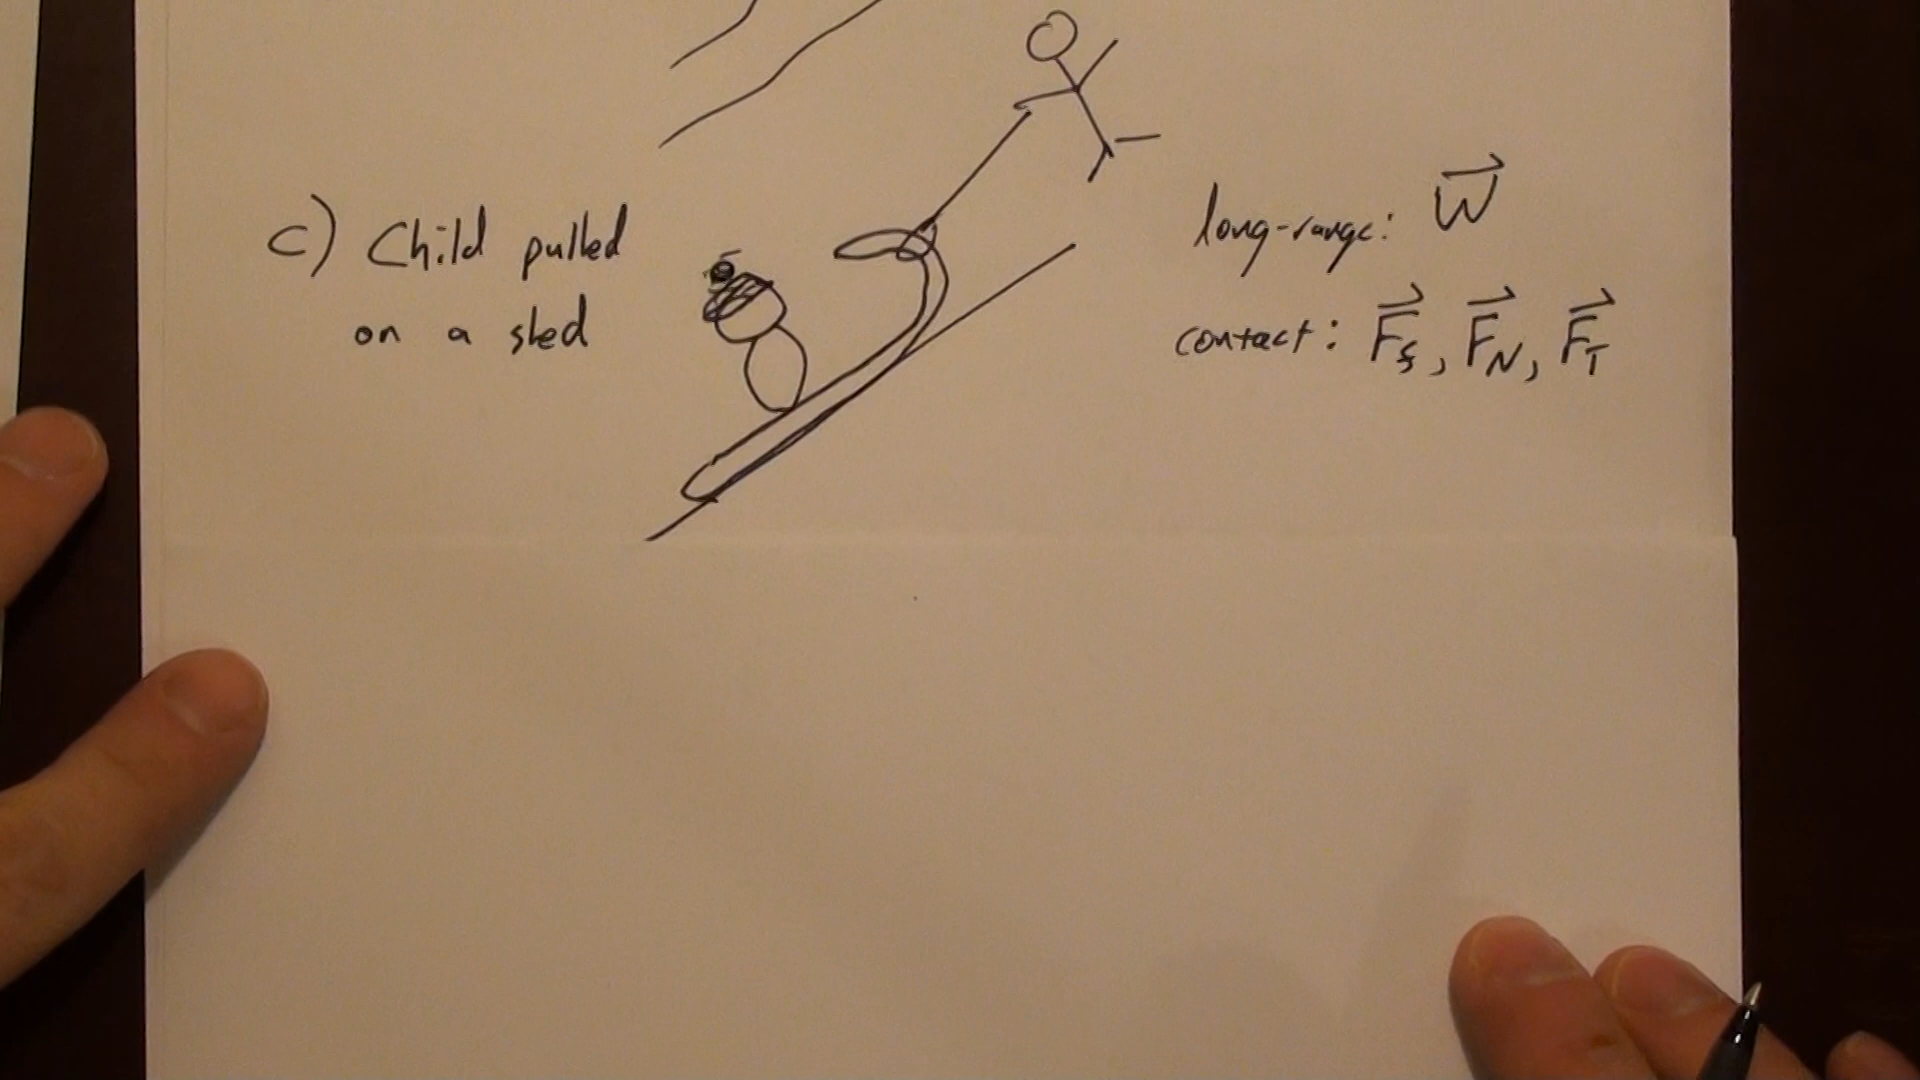 c) Child pulled
on a sled
long-range: W⃗
contact: F⃗s, F⃗N, F⃗T